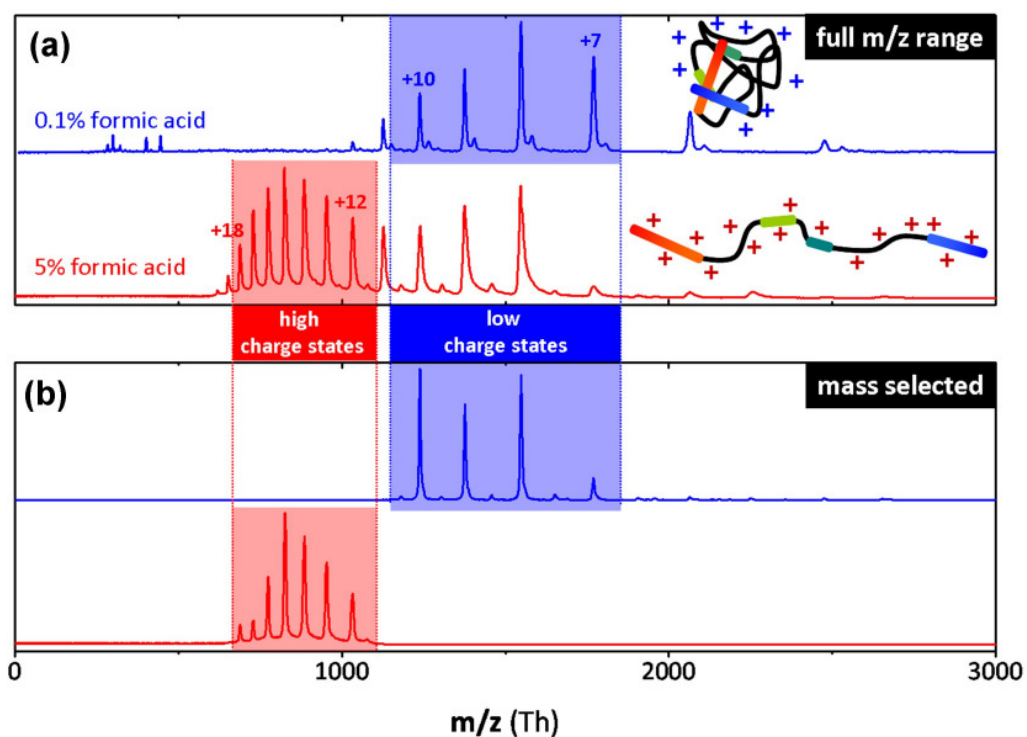 (a)
full m/z range
+10
+7
0.1% formic acid
+18
+12
5% formic acid
high
charge states
low
charge states
(b)
mass selected
0
1000
2000
3000
m/z (Th)